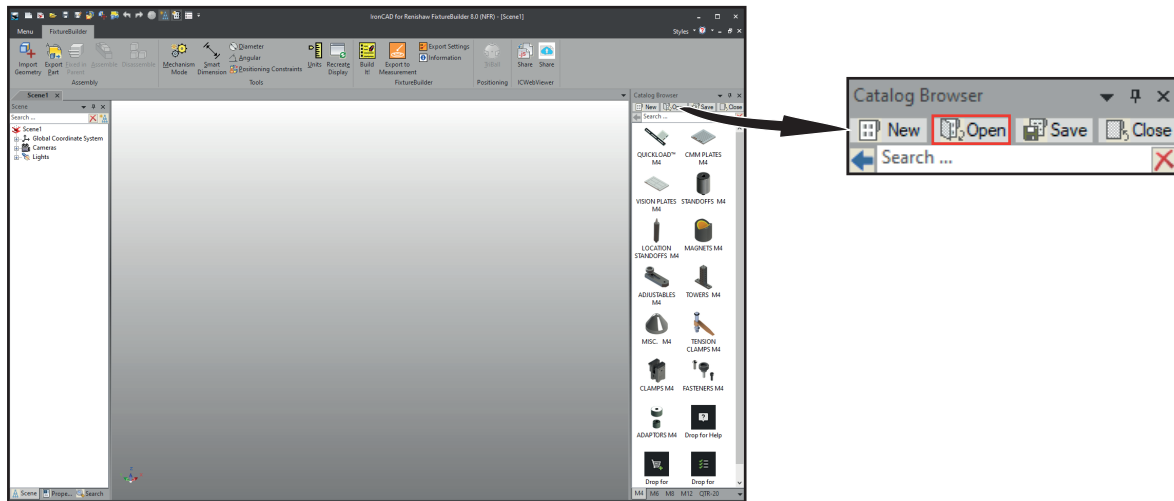 IronCAD for Renishaw FixtureBuilder 8.0 (NFR) - [Scene1]
Menu FixtureBuilder Styles
Import Geometry
Export Part
Fixed in Parent
Assemble
Disassemble
Assembly
Mechanism Mode
Smart Dimension
Diameter
Angular
Positioning Constraints
Units
Recreate Display
Tools
Build It!
Export to Measurement
Export Settings
Information
FixtureBuilder
Positioning
Share
Share
ICWebViewer
Scene1 X
Scene
Search ...
Scene1
Global Coordinate System
Cameras
Lights
Scene Prope... Search
Catalog Browser
New Save Close
Search ...
QUICKLOAD™ M4
CMM PLATES M4
VISION PLATES M4
STANDOFFS M4
LOCATION STANDOFFS M4
MAGNETS M4
ADJUSTABLES M4
TOWERS M4
MISC. M4
TENSION CLAMPS M4
CLAMPS M4
FASTENERS M4
ADAPTORS M4
Drop for Help
Drop for
Drop for
M4 M6 M8 M12 QTR-20
Catalog Browser
New Open Save Close
Search ...